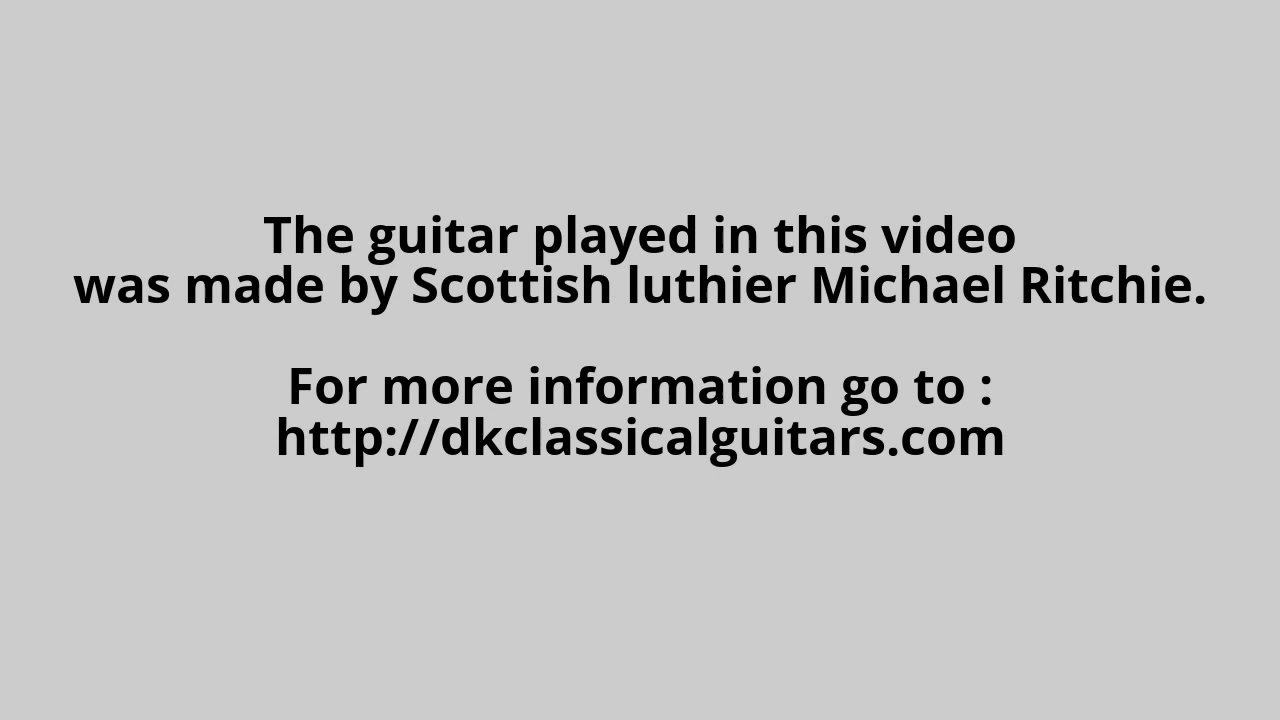 The guitar played in this video
was made by Scottish luthier Michael Ritchie.
For more information go to :
http://dkclassicalguitars.com